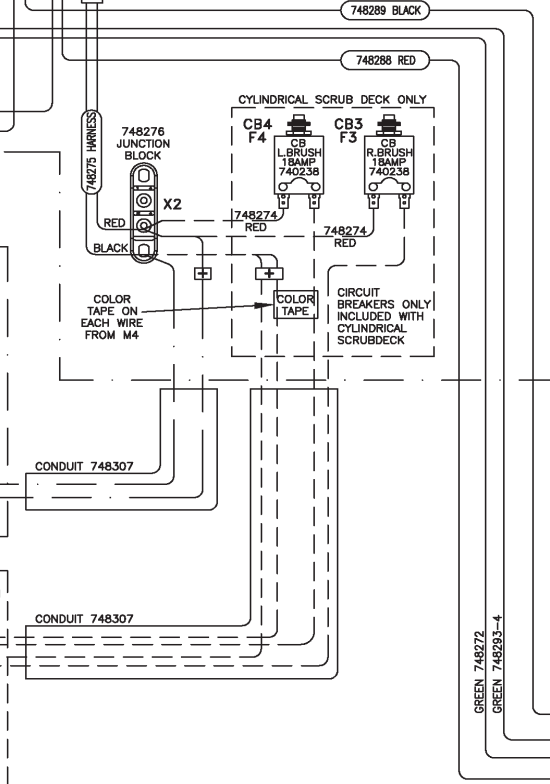 748289 BLACK
748288 RED
CYLINDRICAL SCRUB DECK ONLY
748275 HARNESS
748276
JUNCTION
BLOCK
X2
CB4
F4
CB
L.BRUSH
18AMP
740238
CB3
F3
CB
R.BRUSH
18AMP
740238
RED
748274
RED
748274
RED
BLACK
+
+
COLOR
TAPE ON
EACH WIRE
FROM M4
COLOR
TAPE
CIRCUIT
BREAKERS ONLY
INCLUDED WITH
CYLINDRICAL
SCRUBDECK
CONDUIT 748307
CONDUIT 748307
GREEN 748272
GREEN 748293-4